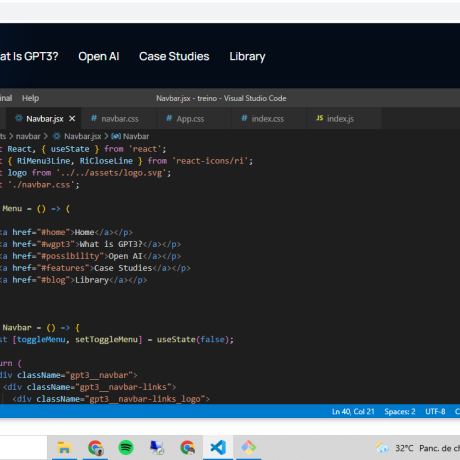 at Is GPT3? Open AI Case Studies Library
inal Help Navbar.jsx - treino - Visual Studio Code
Navbar.jsx # navbar.css # App.css # index.css JS index.js
ts > navbar > Navbar.jsx > Navbar
t React, { useState } from 'react';
t { RiMenu3Line, RiCloseLine } from 'react-icons/ri';
t logo from '../../assets/logo.svg';
t './navbar.css';
Menu = () => (
<a href="#home">Home</a></p>
<a href="#wgpt3">What is GPT3?</a></p>
<a href="#possibility">Open AI</a></p>
<a href="#features">Case Studies</a></p>
<a href="#blog">Library</a></p>
Navbar = () => {
st [toggleMenu, setToggleMenu] = useState(false);
urn (
div className="gpt3__navbar">
<div className="gpt3__navbar-links">
<div className="gpt3__navbar-links_logo">
Ln 40, Col 21 Spaces: 2 UTF-8 C
32°C Panc. de ch